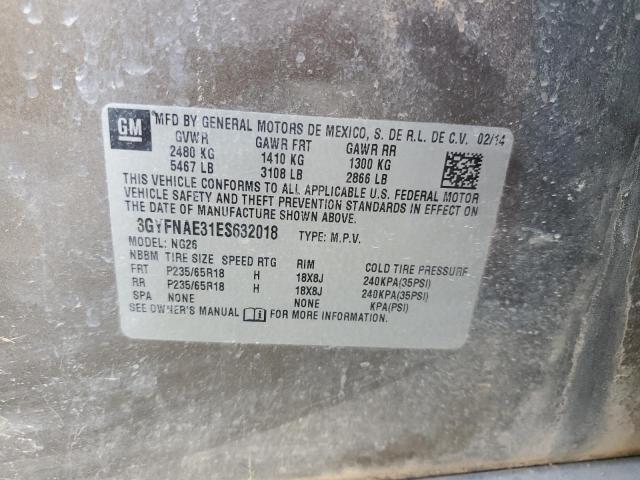 GM MFD BY GENERAL MOTORS DE MEXICO, S. DE R.L. DE C.V. 02/14
GVWR GAWR FRT GAWR RR
2480 KG 1410 KG 1300 KG
5467 LB 3108 LB 2866 LB
THIS VEHICLE CONFORMS TO ALL APPLICABLE U.S. FEDERAL MOTOR
VEHICLE SAFETY AND THEFT PREVENTION STANDARDS IN EFFECT ON
THE DATE OF MANUFACTURE SHOWN ABOVE.
3GYFNAE31ES632018 TYPE: M.P.V.
MODEL: NG26
NBBM TIRE SIZE SPEED RTG RIM COLD TIRE PRESSURE
FRT P235/65R18 H 18X8J 240KPA(35PSI)
RR P235/65R18 H 18X8J 240KPA(35PSI)
SPA NONE NONE KPA(PSI)
SEE OWNER'S MANUAL FOR MORE INFORMATION.